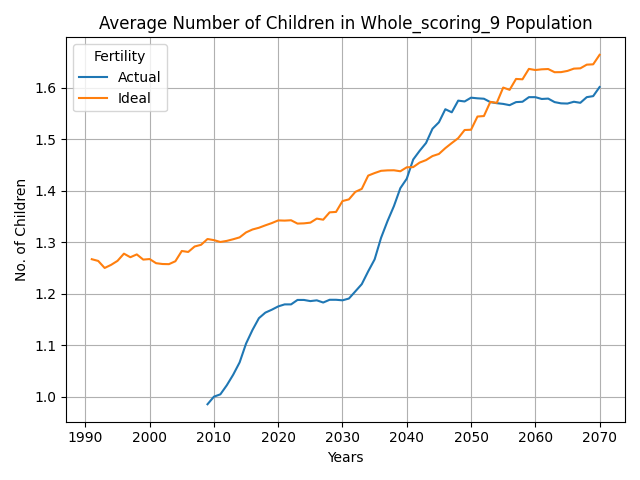 Average Number of Children in Whole_scoring_9 Population
Fertility
Actual
Ideal
No. of Children
1.6
1.5
1.4
1.3
1.2
1.1
1.0
1990 2000 2010 2020 2030 2040 2050 2060 2070
Years